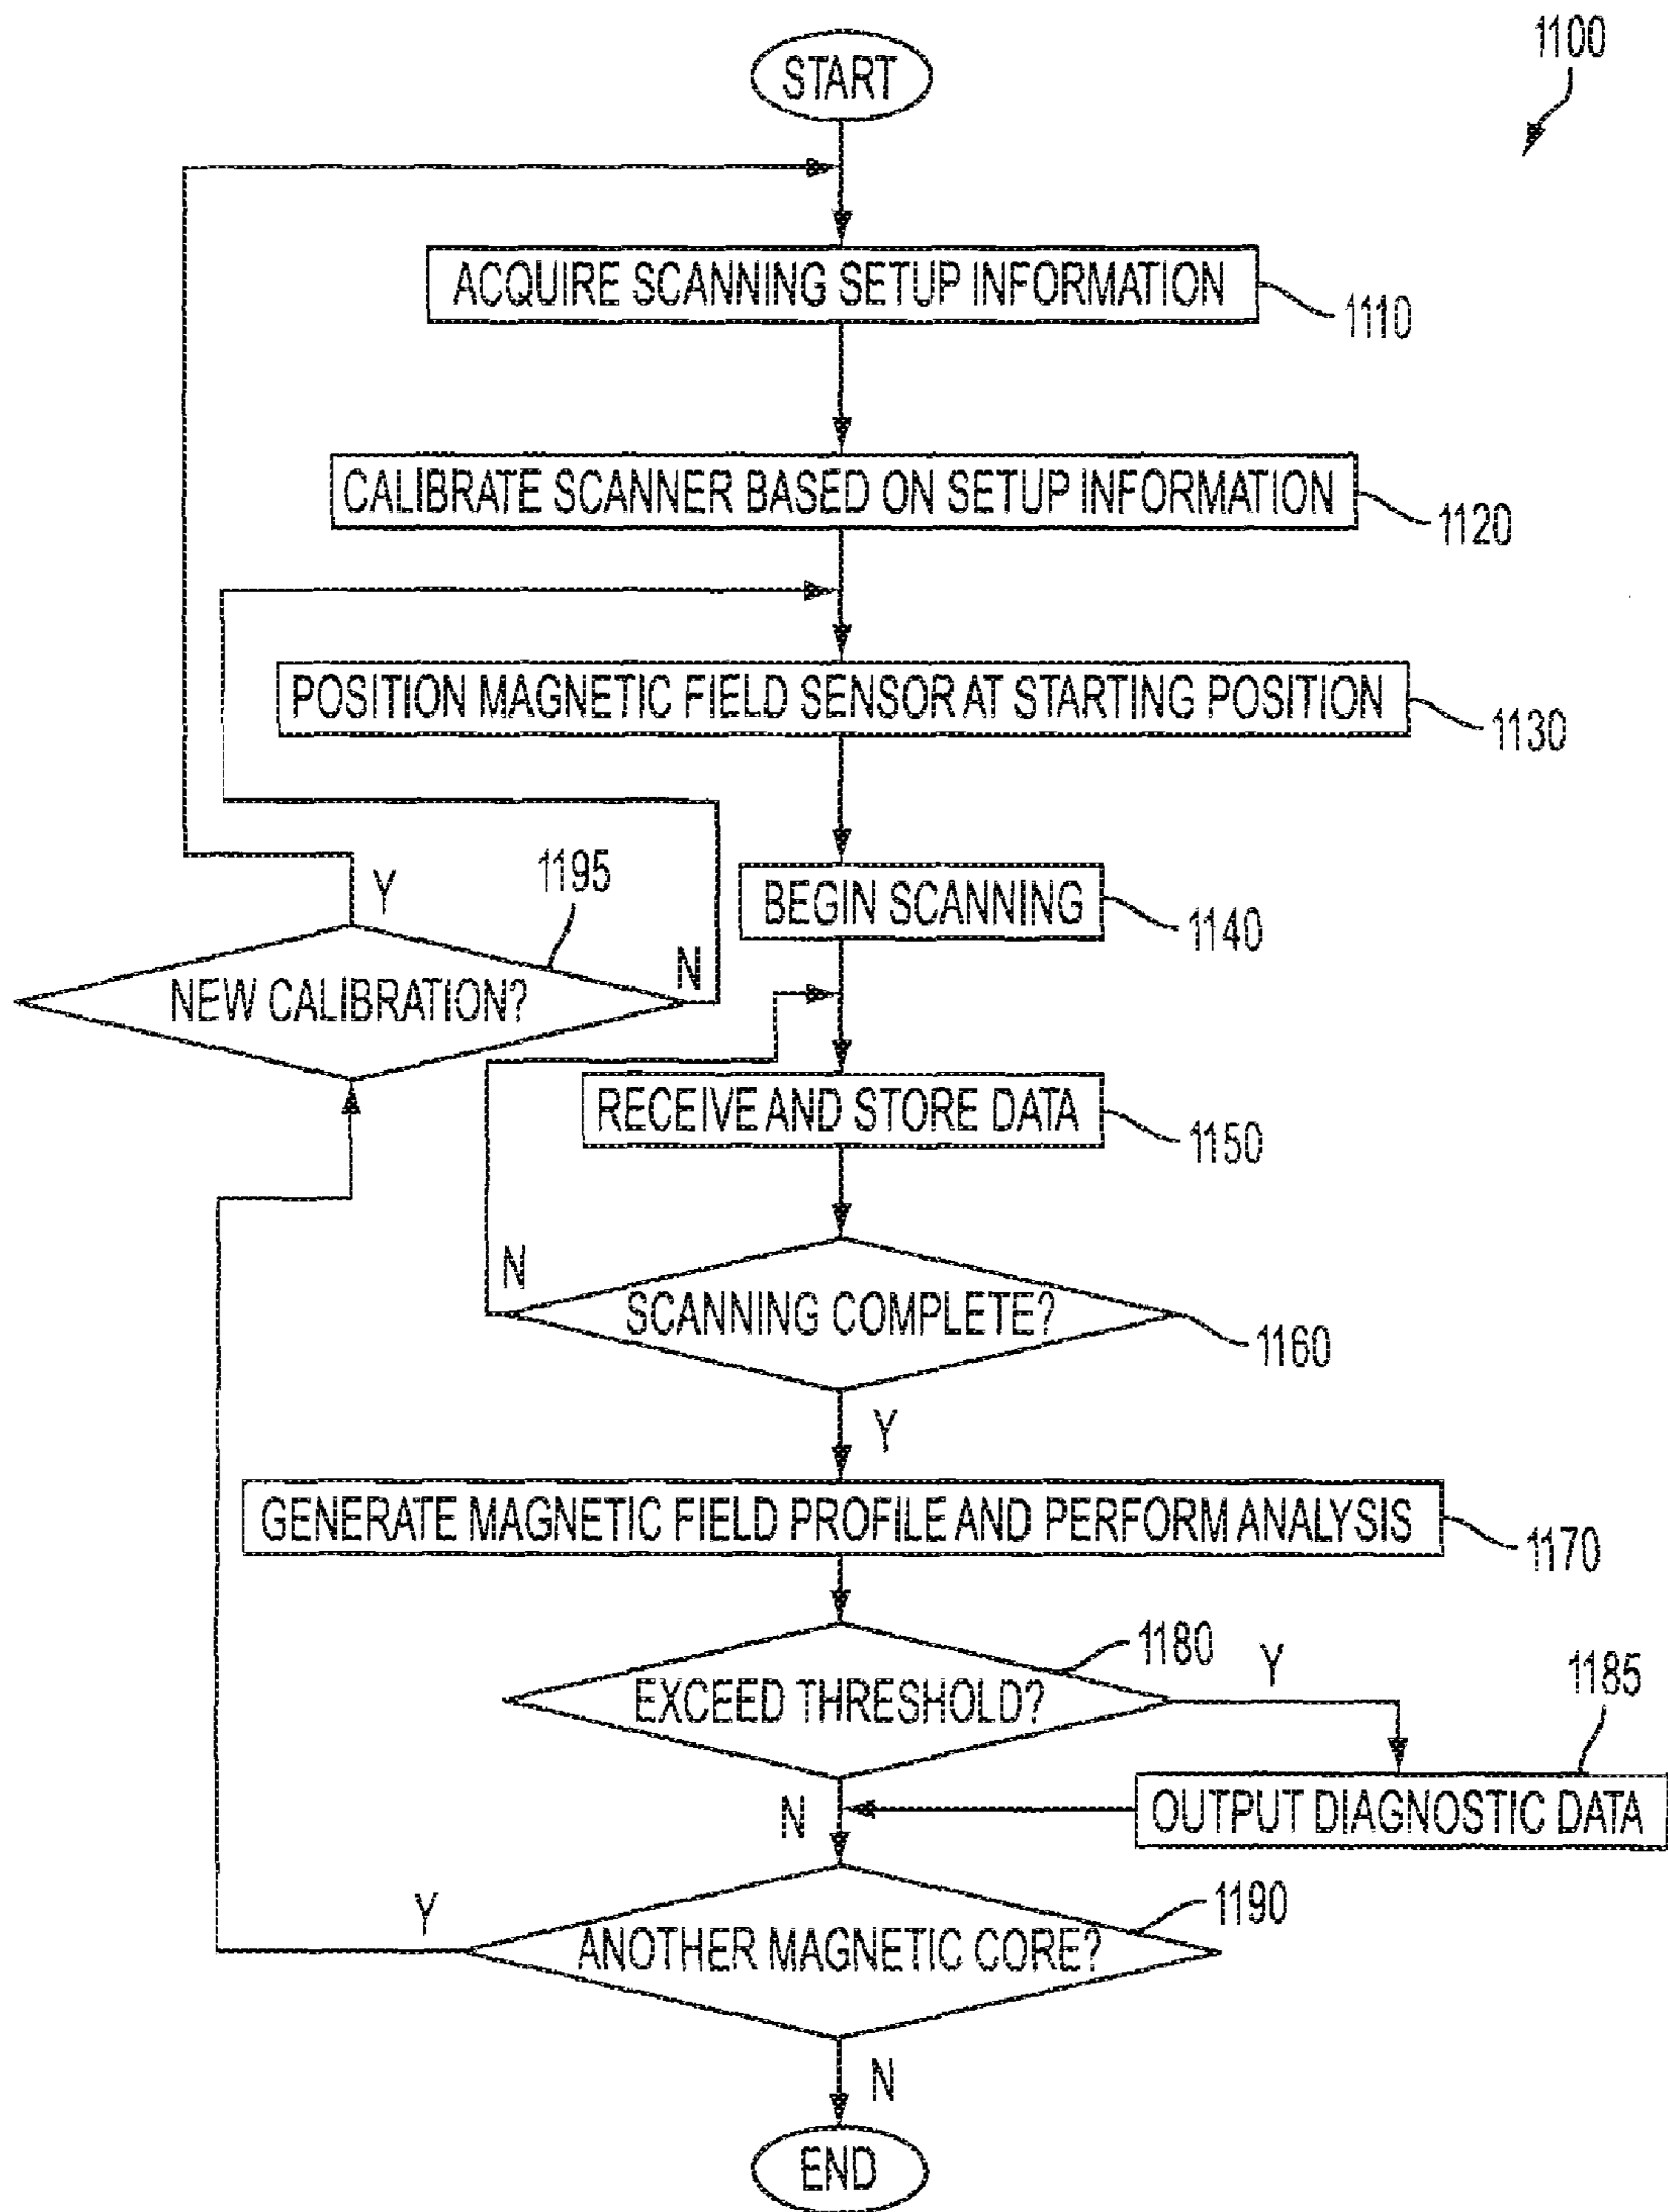 1100
START
ACQUIRE SCANNING SETUP INFORMATION
1110
CALIBRATE SCANNER BASED ON SETUP INFORMATION
1120
POSITION MAGNETIC FIELD SENSOR AT STARTING POSITION
1130
Y
1195
BEGIN SCANNING
1140
N
NEW CALIBRATION?
RECEIVE AND STORE DATA
1150
N
SCANNING COMPLETE?
1160
Y
GENERATE MAGNETIC FIELD PROFILE AND PERFORM ANALYSIS
1170
1180
Y
1185
EXCEED THRESHOLD?
N
OUTPUT DIAGNOSTIC DATA
Y
1190
ANOTHER MAGNETIC CORE?
N
END